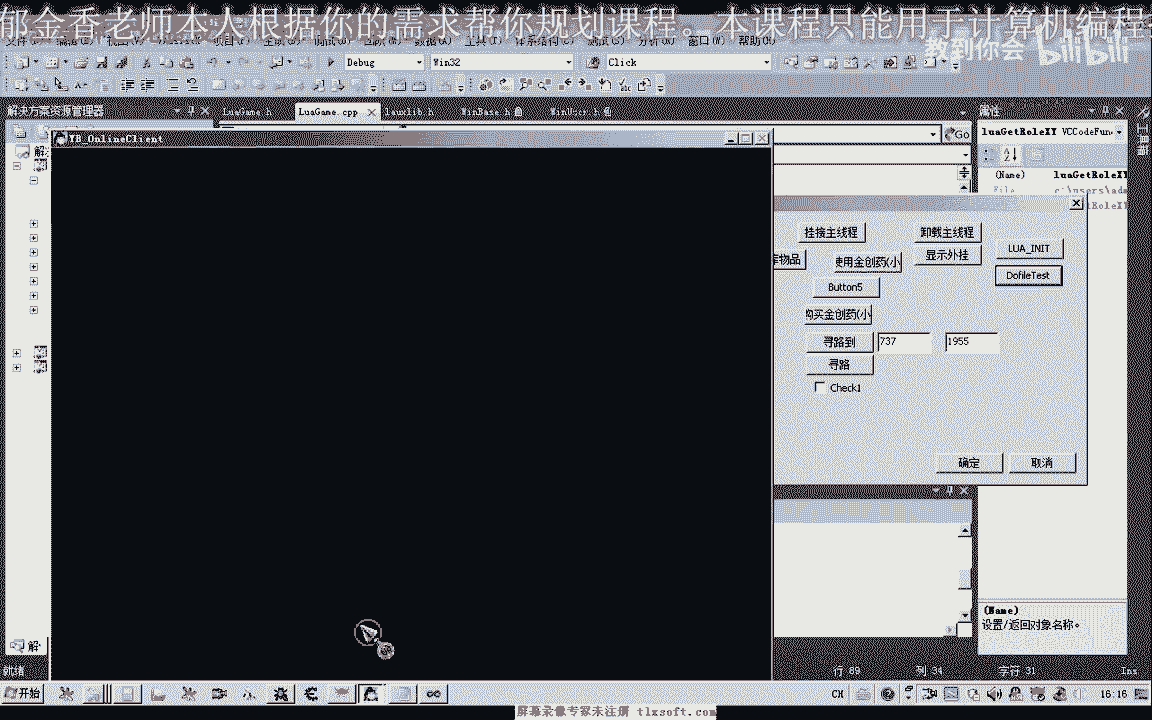 郁金香老师本人根据你的需求帮你规划课程。本课程只能用于计算机编程
教到你会 bilibili
窗口(W) 帮助(H)
Debug Win32 Click
解决方案资源管理器
LuaGame.h LuaGame.cpp lauxlib.h WinBase.h WinUser.h
属性
YB_OnlineClient
Go
luaGetRoleXY VCCodeFun
(Name) luaGetRoleXY
File c:\users\adm
挂接主线程 卸载主线程
使用金创药(小 显示外挂 LUA_INIT
Button5 DofileTest
购买金创药(小
寻路到 737 1955
寻路
Check1
确定 取消
(Name)
设置/返回对象名称。
就绪 行 89 列 34 字符 31 Ins
开始 CH 16:16
屏幕录像专家未注册 tlxsoft.com